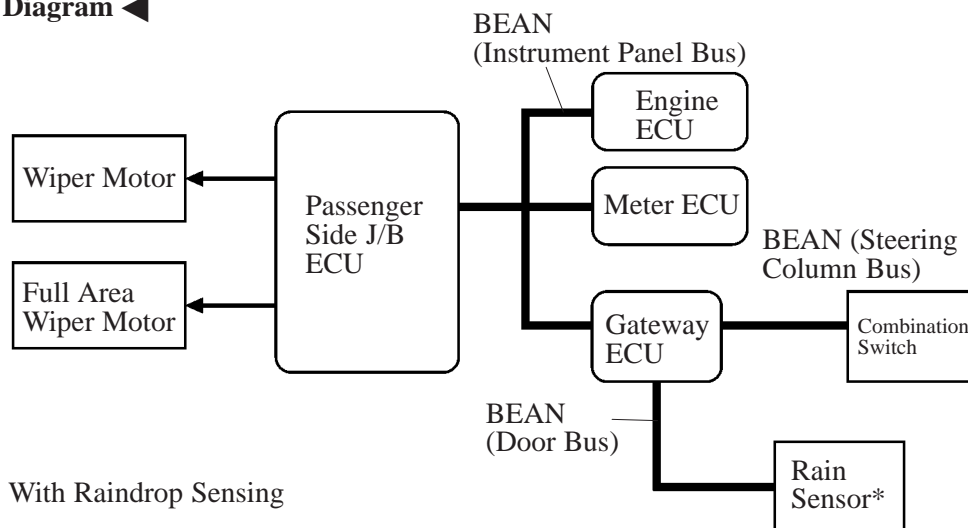 Diagram ◀
BEAN
(Instrument Panel Bus)
Engine
ECU
Wiper Motor
Passenger
Side J/B
ECU
Meter ECU
BEAN (Steering
Column Bus)
Full Area
Wiper Motor
Gateway
ECU
Combination
Switch
BEAN
(Door Bus)
Rain
Sensor*
With Raindrop Sensing